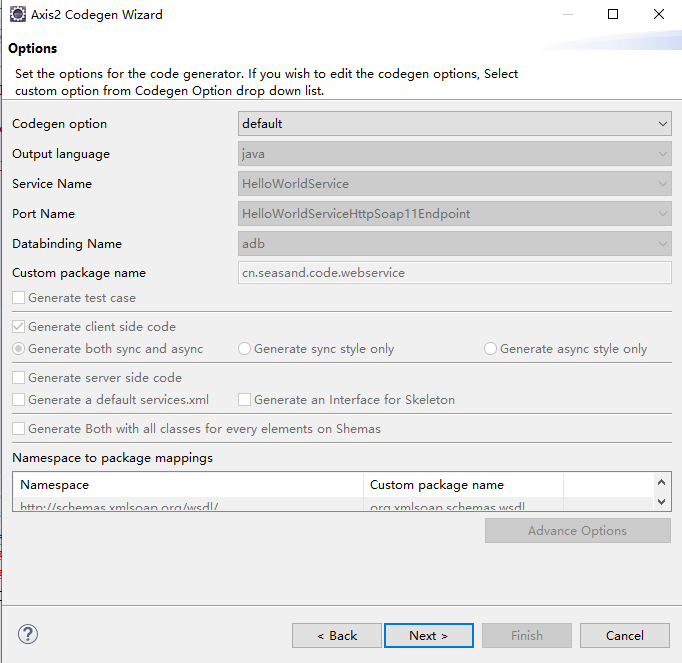 Axis2 Codegen Wizard
Options
Set the options for the code generator. If you wish to edit the codegen options, Select
custom option from Codegen Option drop down list.
Codegen option default
Output language java
Service Name HelloWorldService
Port Name HelloWorldServiceHttpSoap11Endpoint
Databinding Name adb
Custom package name cn.seasand.code.webservice
Generate test case
Generate client side code
Generate both sync and async Generate sync style only Generate async style only
Generate server side code
Generate a default services.xml Generate an Interface for Skeleton
Generate Both with all classes for every elements on Shemas
Namespace to package mappings
Namespace Custom package name
http://schemas.xmlsoap.org/wsdl/ org.xmlsoap.schemas.wsdl
Advance Options
? < Back Next > Finish Cancel